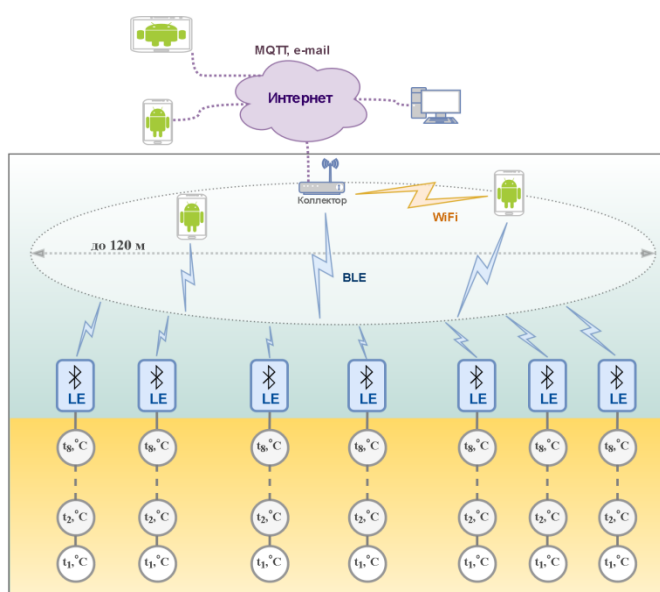 MQTT, e-mail
Интернет
Коллектор
WiFi
до 120 м
BLE
LE LE LE LE LE LE LE
t8,°C t8,°C t8,°C t8,°C t8,°C t8,°C t8,°C
t2,°C t2,°C t2,°C t2,°C t2,°C t2,°C t2,°C
t1,°C t1,°C t1,°C t1,°C t1,°C t1,°C t1,°C